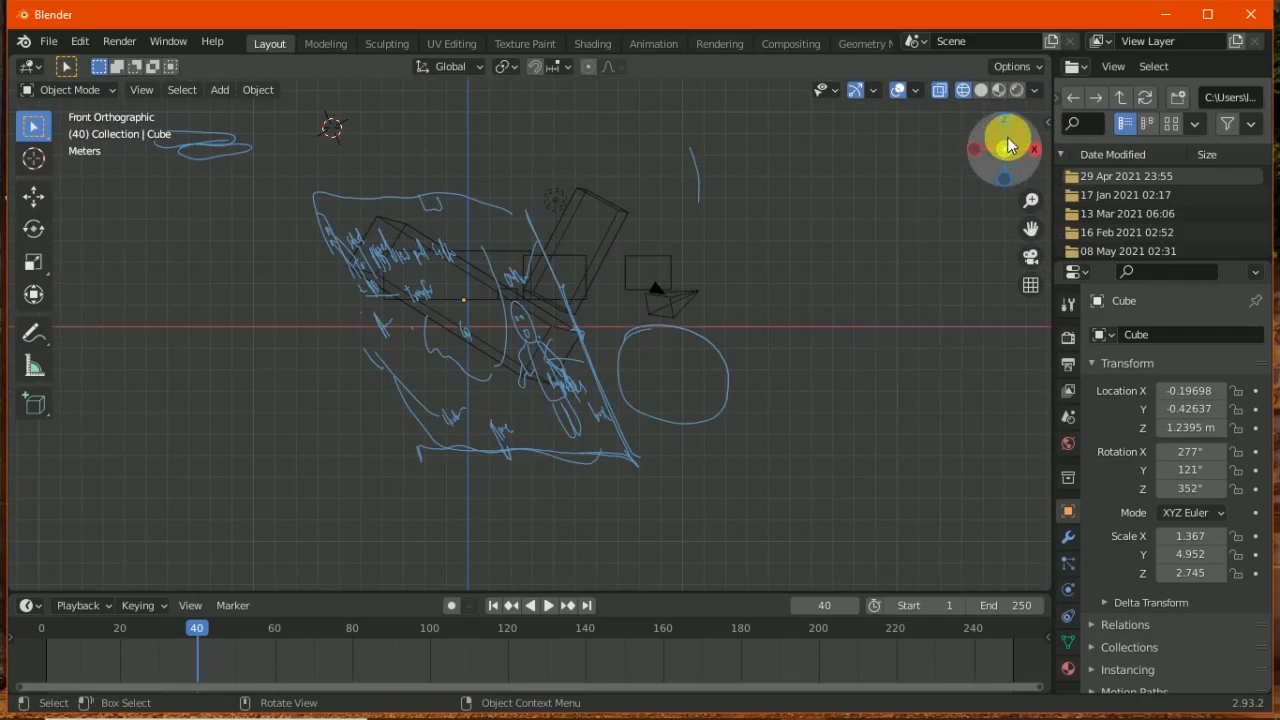 Blender
File Edit Render Window Help Layout Modeling Sculpting UV Editing Texture Paint Shading Animation Rendering Compositing Geometry N Scene View Layer
Global Options View Select
Object Mode View Select Add Object C:\Users\I...
Front Orthographic
(40) Collection | Cube
Meters
Z
X
Date Modified Size
29 Apr 2021 23:55
17 Jan 2021 02:17
13 Mar 2021 06:06
16 Feb 2021 02:52
08 May 2021 02:31
Cube
Cube
Transform
Location X -0.19698
Y -0.42637
Z 1.2395 m
Rotation X 277°
Y 121°
Z 352°
Mode XYZ Euler
Scale X 1.367
Y 4.952
Z 2.745
Delta Transform
Relations
Collections
Instancing
Motion Paths
Playback Keying View Marker 40 Start 1 End 250
0 20 40 60 80 100 120 140 160 180 200 220 240
Select Box Select Rotate View Object Context Menu 2.93.2